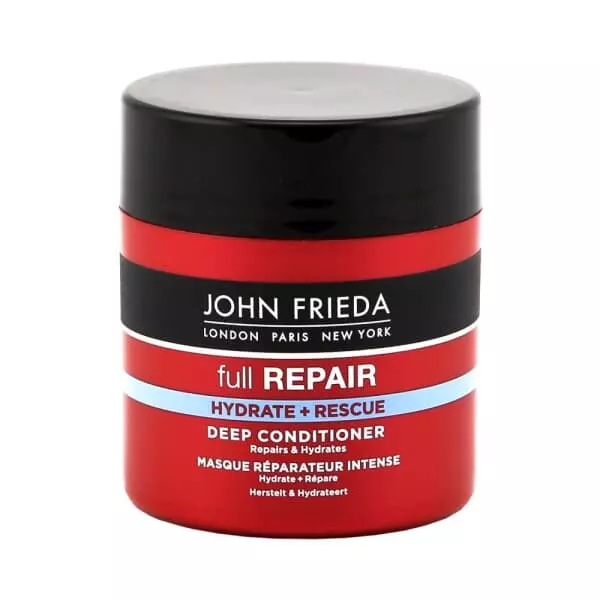 JOHN FRIEDA
LONDON PARIS NEW YORK
full REPAIR
HYDRATE + RESCUE
DEEP CONDITIONER
Repairs & Hydrates
MASQUE RÉPARATEUR INTENSE
Hydrate + Répare
Herstelt & Hydrateert